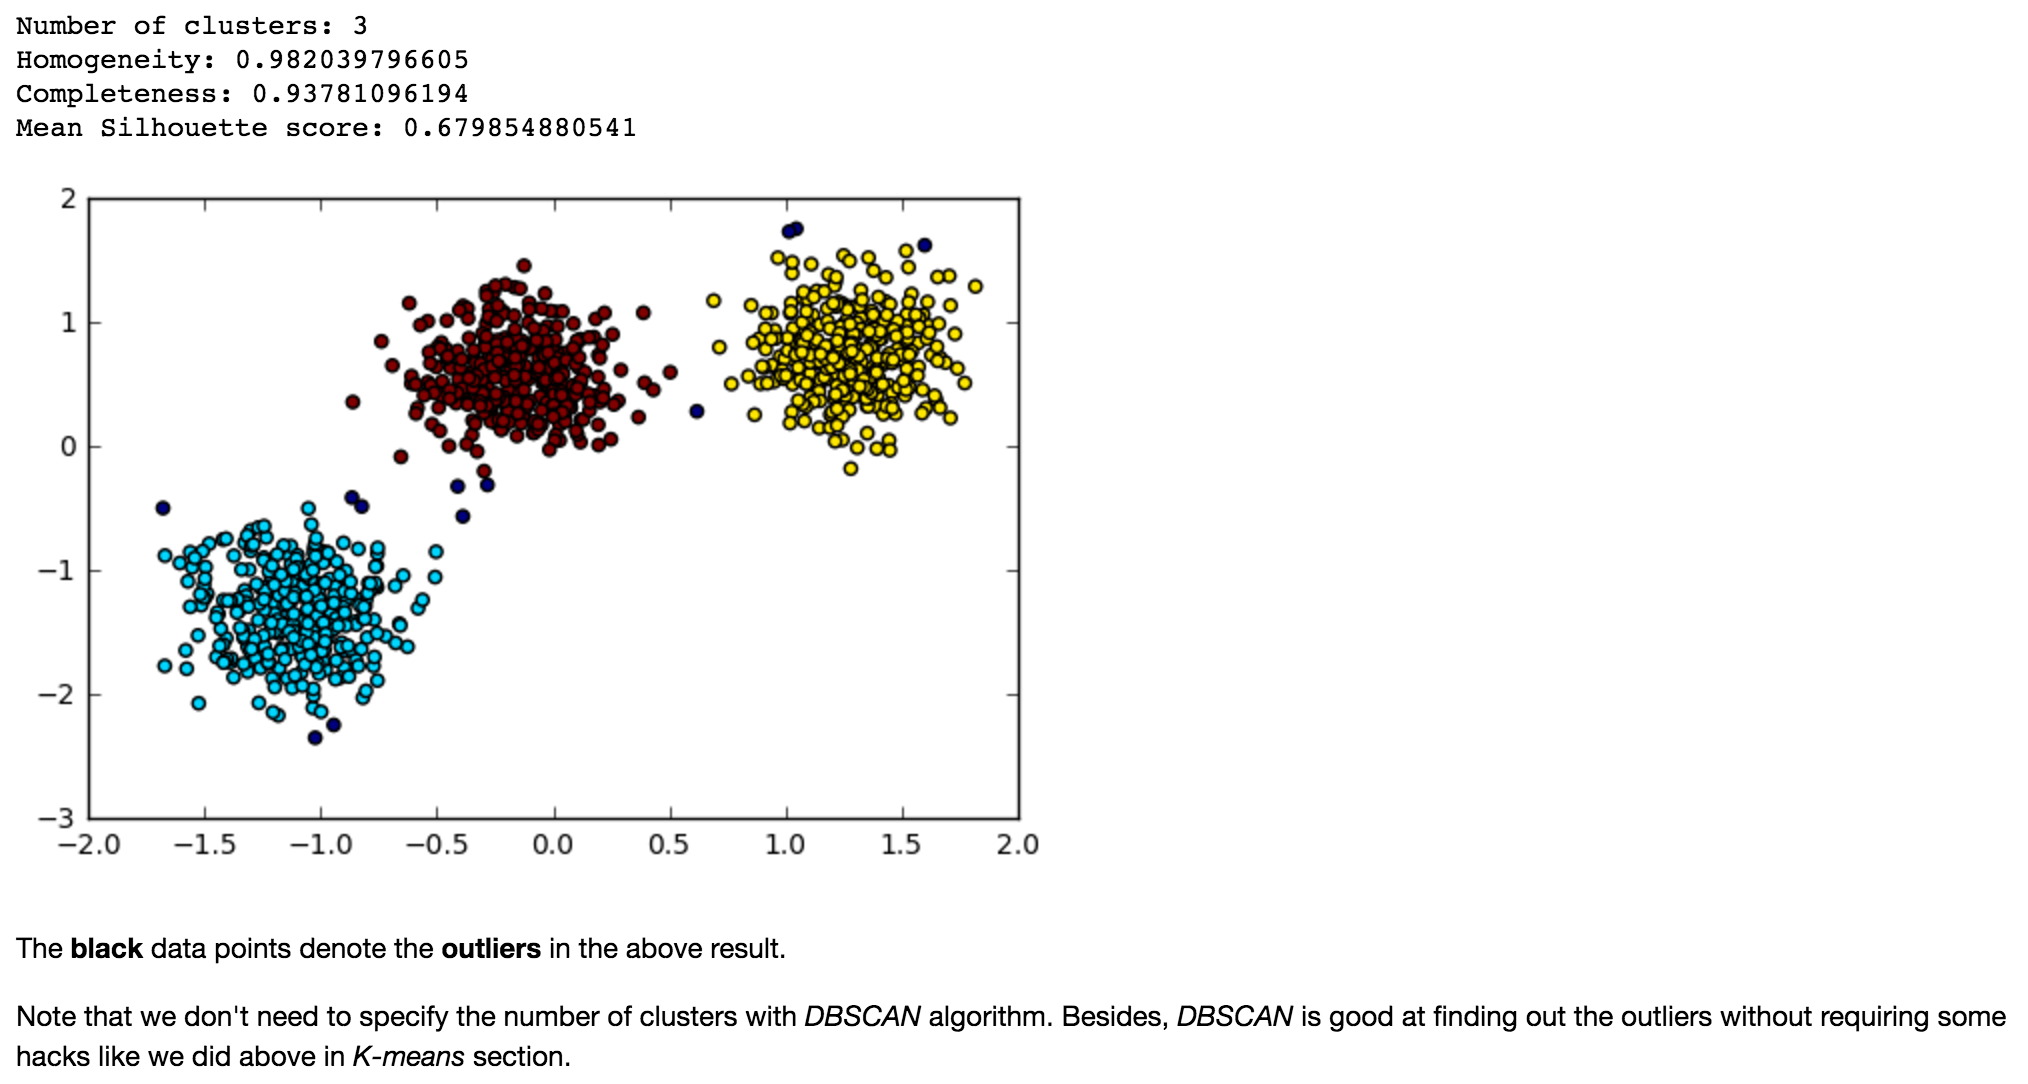 Number of clusters: 3
Homogeneity: 0.982039796605
Completeness: 0.93781096194
Mean Silhouette score: 0.679854880541
2
1
0
−1
−2
−3
−2.0 −1.5 −1.0 −0.5 0.0 0.5 1.0 1.5 2.0
The black data points denote the outliers in the above result.
Note that we don't need to specify the number of clusters with DBSCAN algorithm. Besides, DBSCAN is good at finding out the outliers without requiring some
hacks like we did above in K-means section.